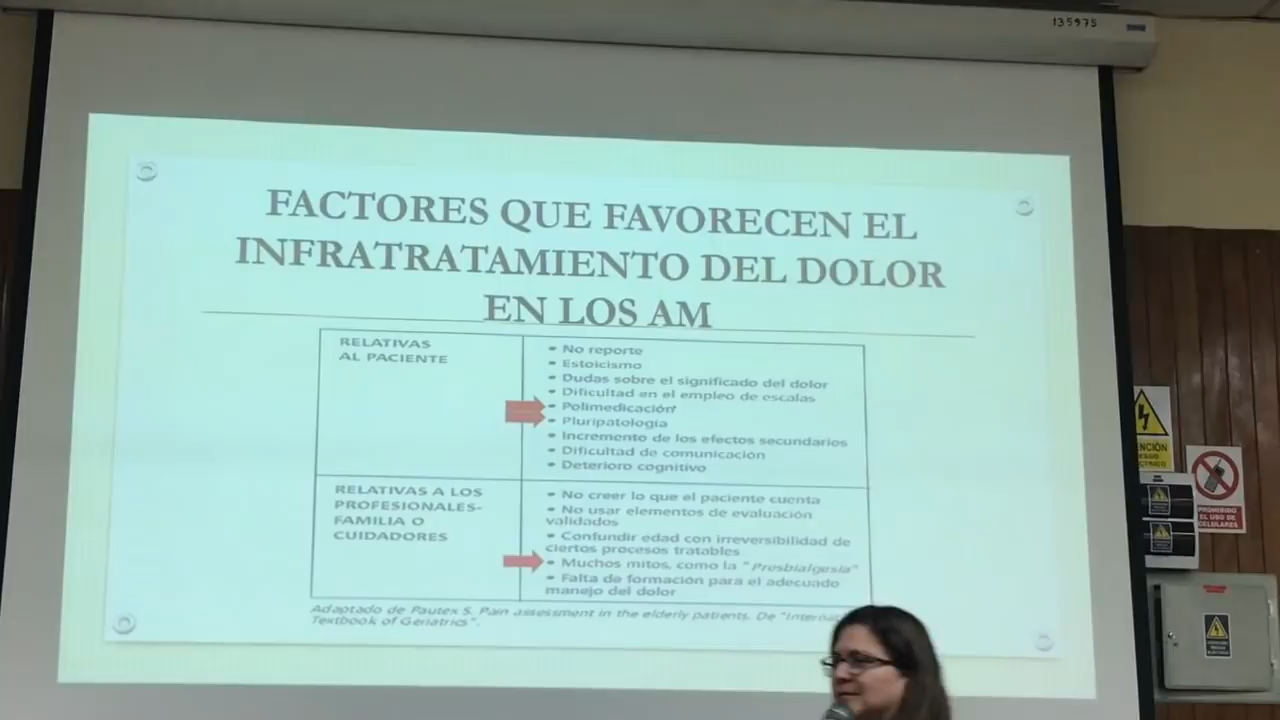 135975
FACTORES QUE FAVORECEN EL
INFRATRATAMIENTO DEL DOLOR
EN LOS AM
RELATIVAS
AL PACIENTE
• No reporte
• Estoicismo
• Dudas sobre el significado del dolor
• Dificultad en el empleo de escalas
• Polimedicación
• Pluripatología
• Incremento de los efectos secundarios
• Dificultad de comunicación
• Deterioro cognitivo
RELATIVAS A LOS
PROFESIONALES-
FAMILIA O
CUIDADORES
• No creer lo que el paciente cuenta
• No usar elementos de evaluación
validados
• Confundir edad con irreversibilidad de
ciertos procesos tratables
• Muchos mitos, como la "Presbialgesia"
• Falta de formación para el adecuado
manejo del dolor
Adaptado de Pautex S. Pain assessment in the elderly patients. De "
Textbook of Geriatrics".
PROHIBIDO
EL USO DE
CELULARES